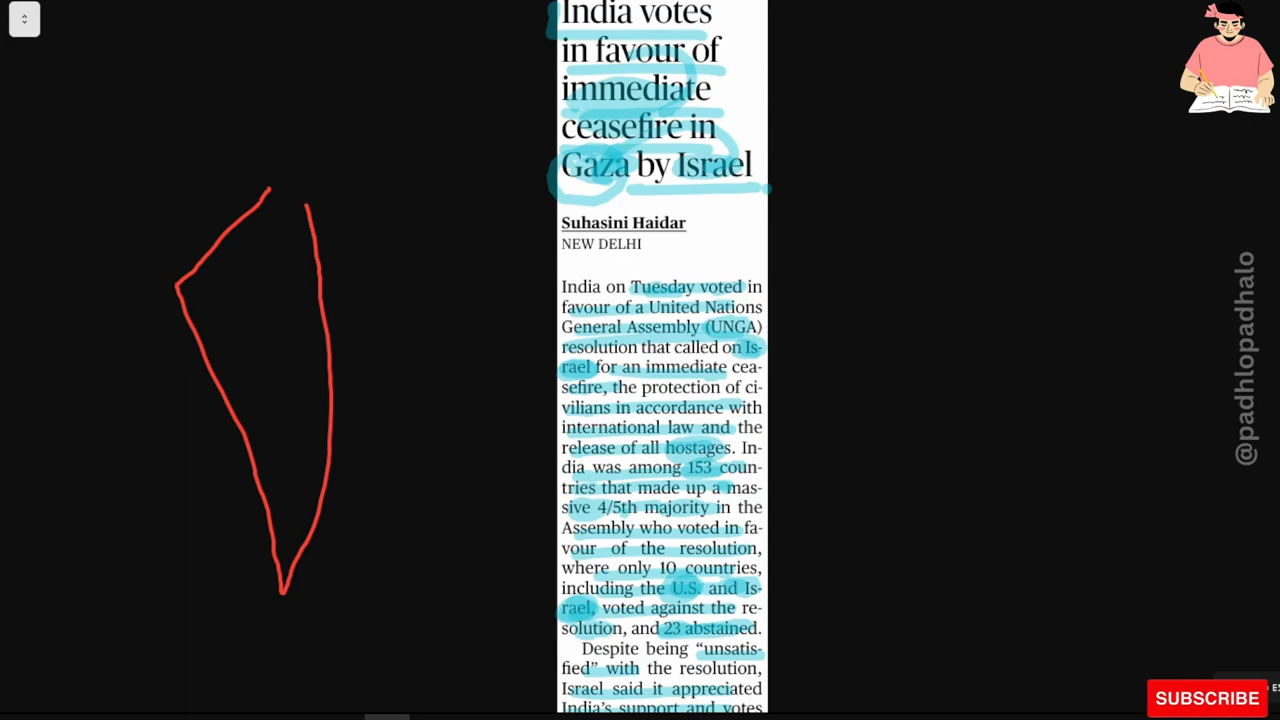 India votes
in favour of
immediate
ceasefire in
Gaza by Israel
Suhasini Haidar
NEW DELHI
India on Tuesday voted in
favour of a United Nations
General Assembly (UNGA)
resolution that called on Is-
rael for an immediate cea-
sefire, the protection of ci-
vilians in accordance with
international law and the
release of all hostages. In-
dia was among 153 coun-
tries that made up a mas-
sive 4/5th majority in the
Assembly who voted in fa-
vour of the resolution,
where only 10 countries,
including the U.S. and Is-
rael, voted against the re-
solution, and 23 abstained.
Despite being “unsatis-
fied” with the resolution,
Israel said it appreciated
India's support and votes
@padhlopadhalo
SUBSCRIBE